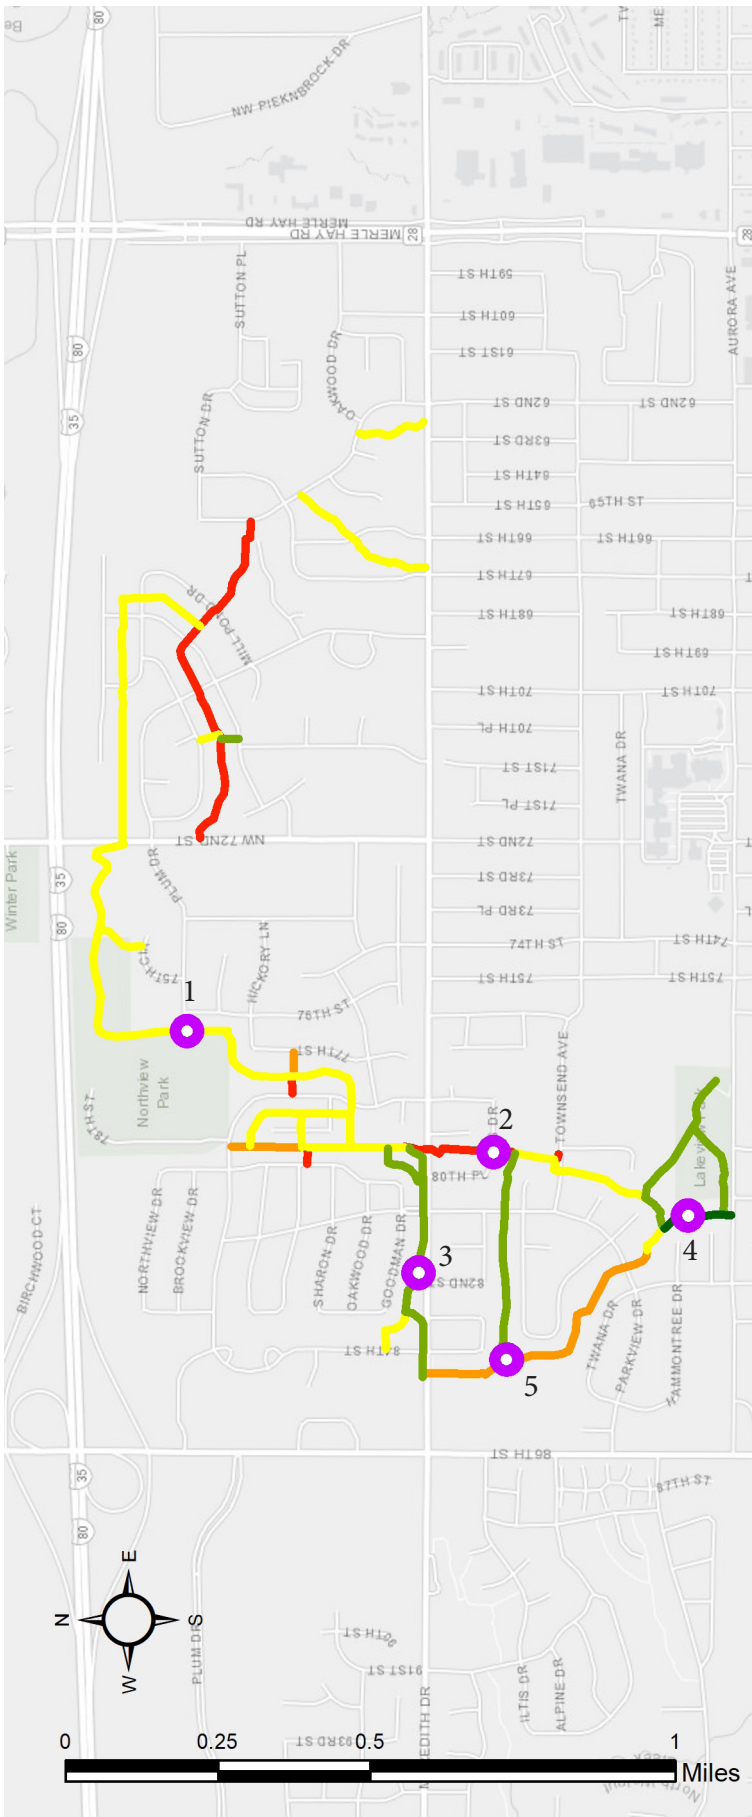 80
NW PIEKNBROCK DR
MERLE HAY RD
MERLE HAY RD
28
28
59TH ST
SUTTON PL
AURORA AVE
60TH ST
61ST ST
80
OAKWOOD DR
62ND ST
62ND ST
35
SUTTON DR
63RD ST
64TH ST
65TH ST
65TH ST
66TH ST
66TH ST
67TH ST
MILL POND DR
68TH ST
68TH ST
69TH ST
70TH ST
70TH ST
70TH PL
TWANA DR
71ST ST
71ST PL
NW 72ND ST
72ND ST
Winter Park
35
PLUM DR
73RD ST
73RD PL
80
HICKORY LN
74TH ST
74TH ST
75TH CIR
75TH ST
75TH ST
1
76TH ST
77TH ST
TOWNSEND AVE
Northview
Park
78TH ST
2
DR
Lakeview Park
80TH PL
NORTHVIEW DR
BROOKVIEW DR
SHARON DR
OAKWOOD DR
GOODMAN DR
4
BIRCHWOOD CT
3
82ND ST
TWANA DR
PARKVIEW DR
HAMMONTREE DR
84TH ST
5
86TH ST
35
87TH ST
80
E
N
S
W
PLUM DR
90TH ST
91ST ST
ILTIS DR
ALPINE DR
MEREDITH DR
93RD ST
0
0.25
0.5
1
Miles